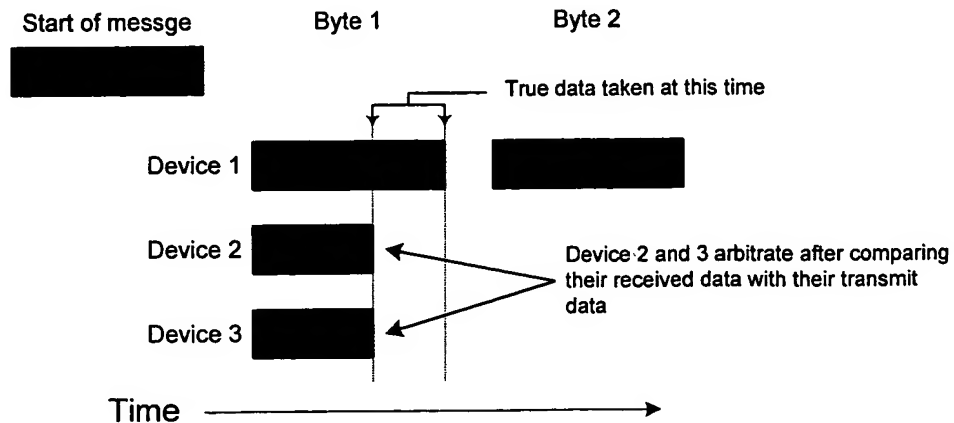 Start of messge
Byte 1
Byte 2
True data taken at this time
Device 1
Device 2
Device 2 and 3 arbitrate after comparing
their received data with their transmit
data
Device 3
Time